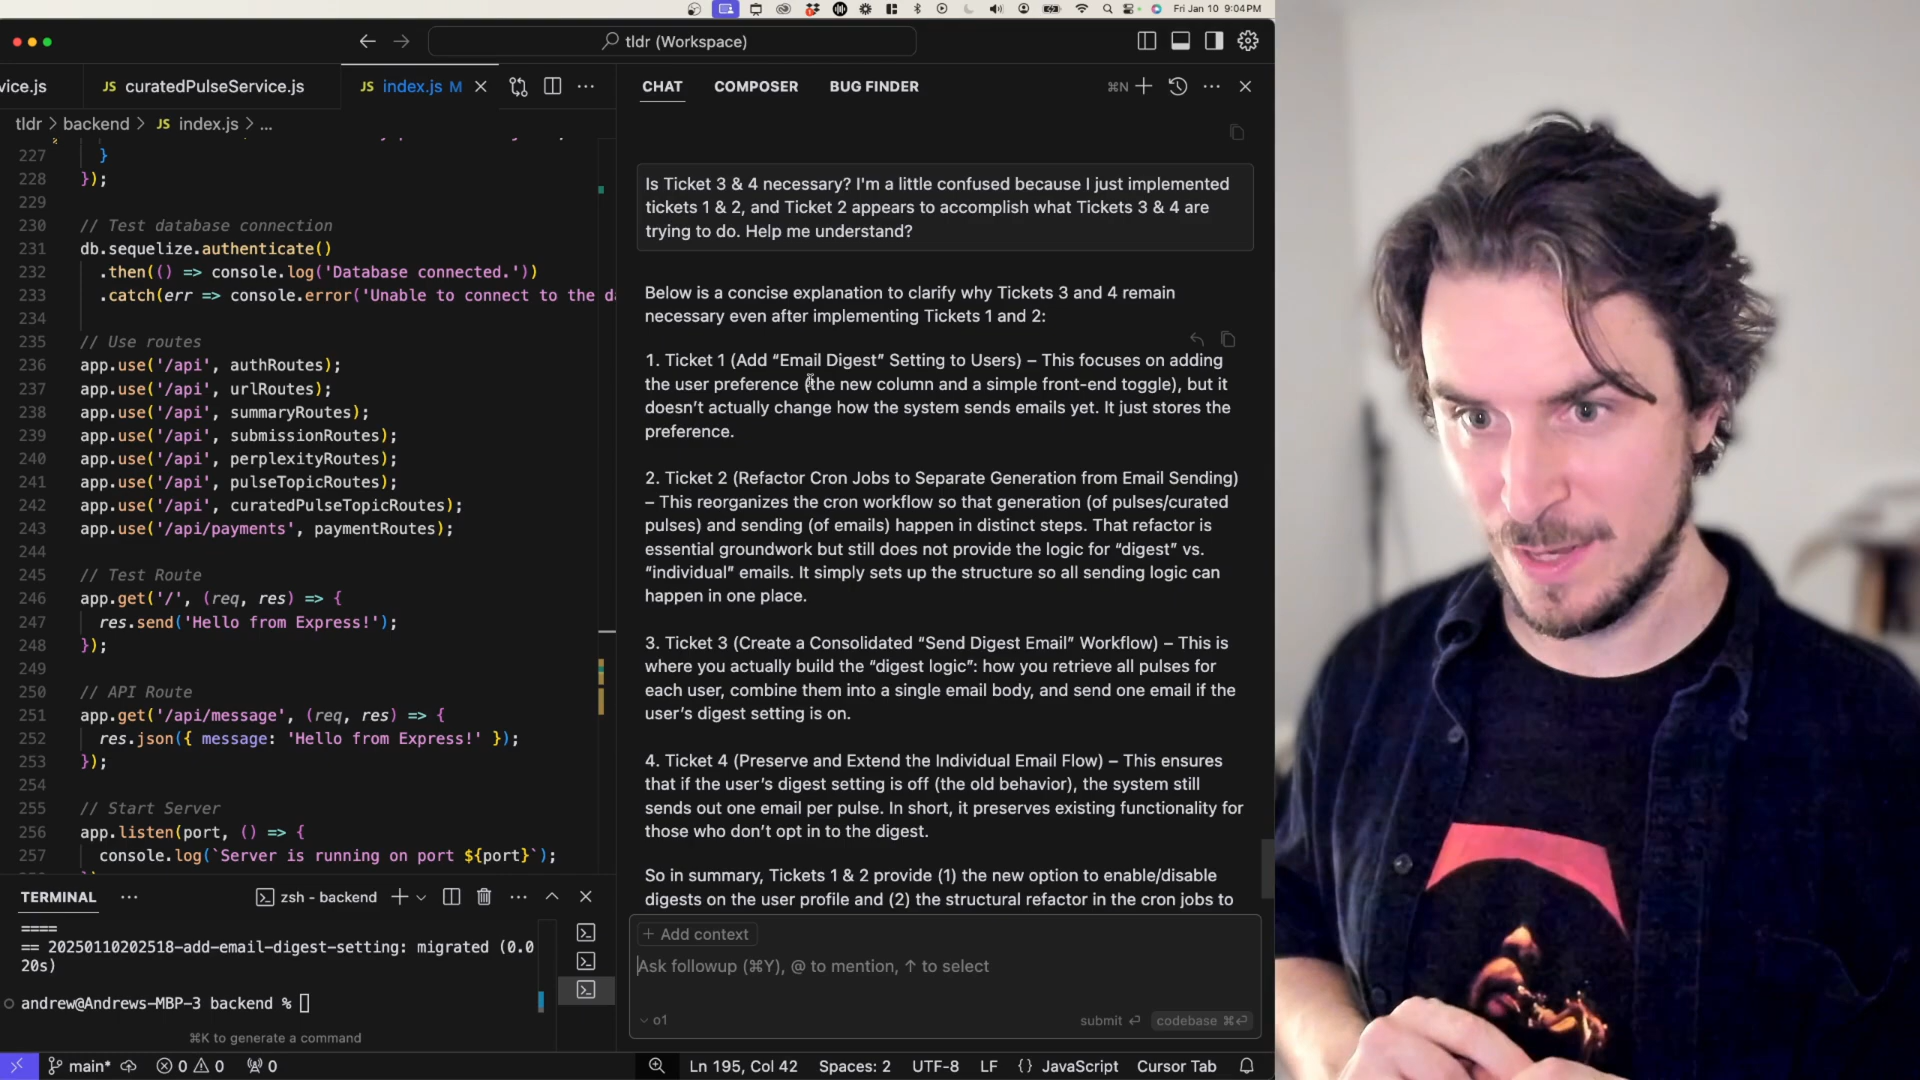 Fri Jan 10 9:04PM
tldr (Workspace)
vice.js
JS curatedPulseService.js
JS index.js M
CHAT COMPOSER BUG FINDER
⌘N
tldr > backend > JS index.js > ...
227 }
228 });
229
230 // Test database connection
231 db.sequelize.authenticate()
232 .then(() => console.log('Database connected.'))
233 .catch(err => console.error('Unable to connect to the d
234
235 // Use routes
236 app.use('/api', authRoutes);
237 app.use('/api', urlRoutes);
238 app.use('/api', summaryRoutes);
239 app.use('/api', submissionRoutes);
240 app.use('/api', perplexityRoutes);
241 app.use('/api', pulseTopicRoutes);
242 app.use('/api', curatedPulseTopicRoutes);
243 app.use('/api/payments', paymentRoutes);
244
245 // Test Route
246 app.get('/', (req, res) => {
247 res.send('Hello from Express!');
248 });
249
250 // API Route
251 app.get('/api/message', (req, res) => {
252 res.json({ message: 'Hello from Express!' });
253 });
254
255 // Start Server
256 app.listen(port, () => {
257 console.log(`Server is running on port ${port}`);
TERMINAL
zsh - backend
====
== 20250110202518-add-email-digest-setting: migrated (0.0
20s)
andrew@Andrews-MBP-3 backend %
⌘K to generate a command
Is Ticket 3 & 4 necessary? I'm a little confused because I just implemented
tickets 1 & 2, and Ticket 2 appears to accomplish what Tickets 3 & 4 are
trying to do. Help me understand?
Below is a concise explanation to clarify why Tickets 3 and 4 remain
necessary even after implementing Tickets 1 and 2:
1. Ticket 1 (Add “Email Digest” Setting to Users) – This focuses on adding
the user preference (the new column and a simple front-end toggle), but it
doesn’t actually change how the system sends emails yet. It just stores the
preference.
2. Ticket 2 (Refactor Cron Jobs to Separate Generation from Email Sending)
– This reorganizes the cron workflow so that generation (of pulses/curated
pulses) and sending (of emails) happen in distinct steps. That refactor is
essential groundwork but still does not provide the logic for “digest” vs.
“individual” emails. It simply sets up the structure so all sending logic can
happen in one place.
3. Ticket 3 (Create a Consolidated “Send Digest Email” Workflow) – This is
where you actually build the “digest logic”: how you retrieve all pulses for
each user, combine them into a single email body, and send one email if the
user’s digest setting is on.
4. Ticket 4 (Preserve and Extend the Individual Email Flow) – This ensures
that if the user’s digest setting is off (the old behavior), the system still
sends out one email per pulse. In short, it preserves existing functionality for
those who don’t opt in to the digest.
So in summary, Tickets 1 & 2 provide (1) the new option to enable/disable
digests on the user profile and (2) the structural refactor in the cron jobs to
+ Add context
Ask followup (⌘Y), @ to mention, ↑ to select
o1
submit ⏎ codebase ⌘⏎
main* 0 0 0
Ln 195, Col 42 Spaces: 2 UTF-8 LF {} JavaScript Cursor Tab